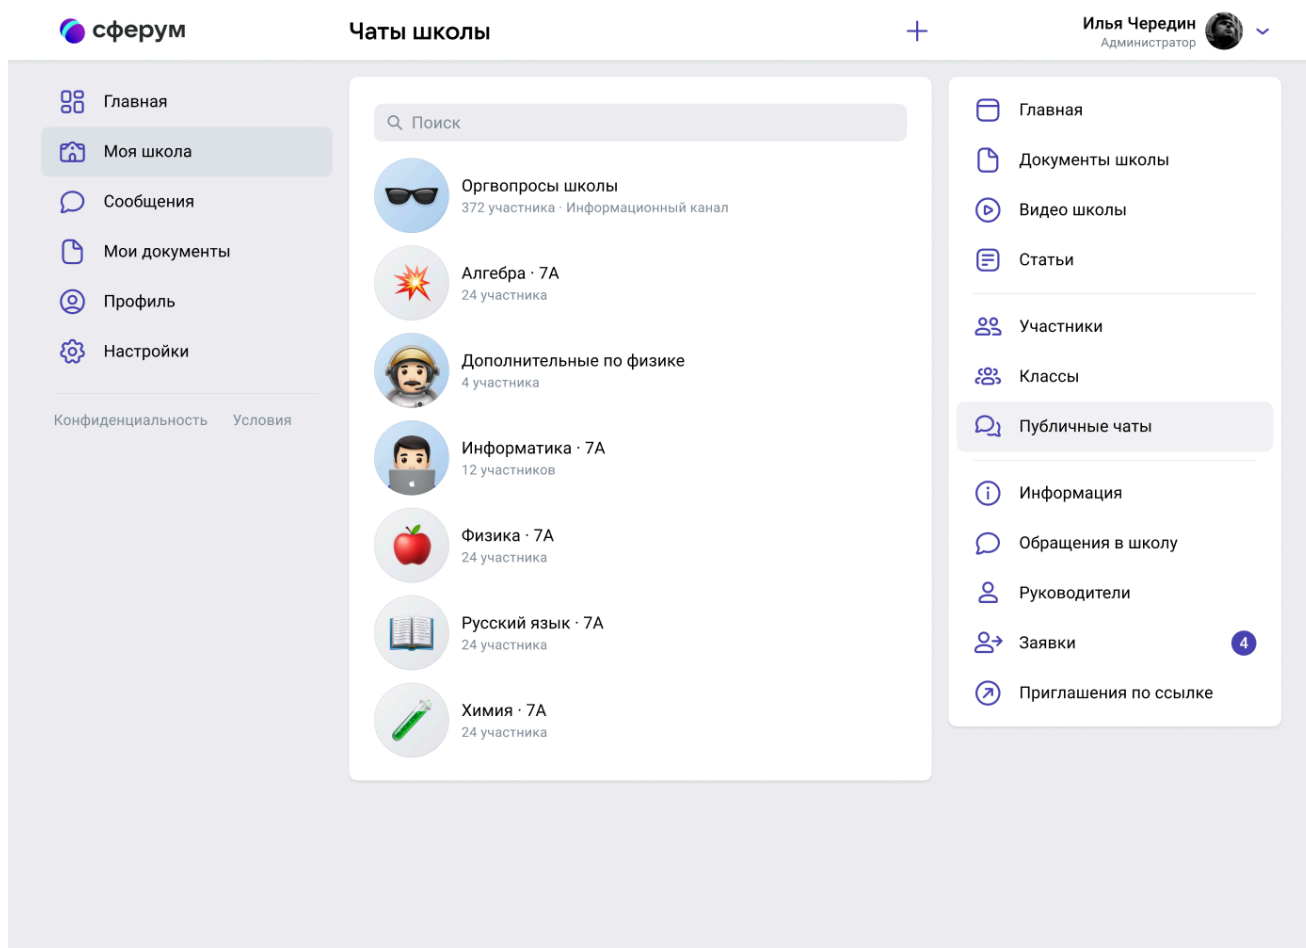 сферум
Чаты школы
Илья Чередин
Администратор
Главная
Моя школа
Сообщения
Мои документы
Профиль
Настройки
Конфиденциальность Условия
Поиск
Оргвопросы школы
372 участника · Информационный канал
Алгебра · 7А
24 участника
Дополнительные по физике
4 участника
Информатика · 7А
12 участников
Физика · 7А
24 участника
Русский язык · 7А
24 участника
Химия · 7А
24 участника
Главная
Документы школы
Видео школы
Статьи
Участники
Классы
Публичные чаты
Информация
Обращения в школу
Руководители
Заявки 4
Приглашения по ссылке